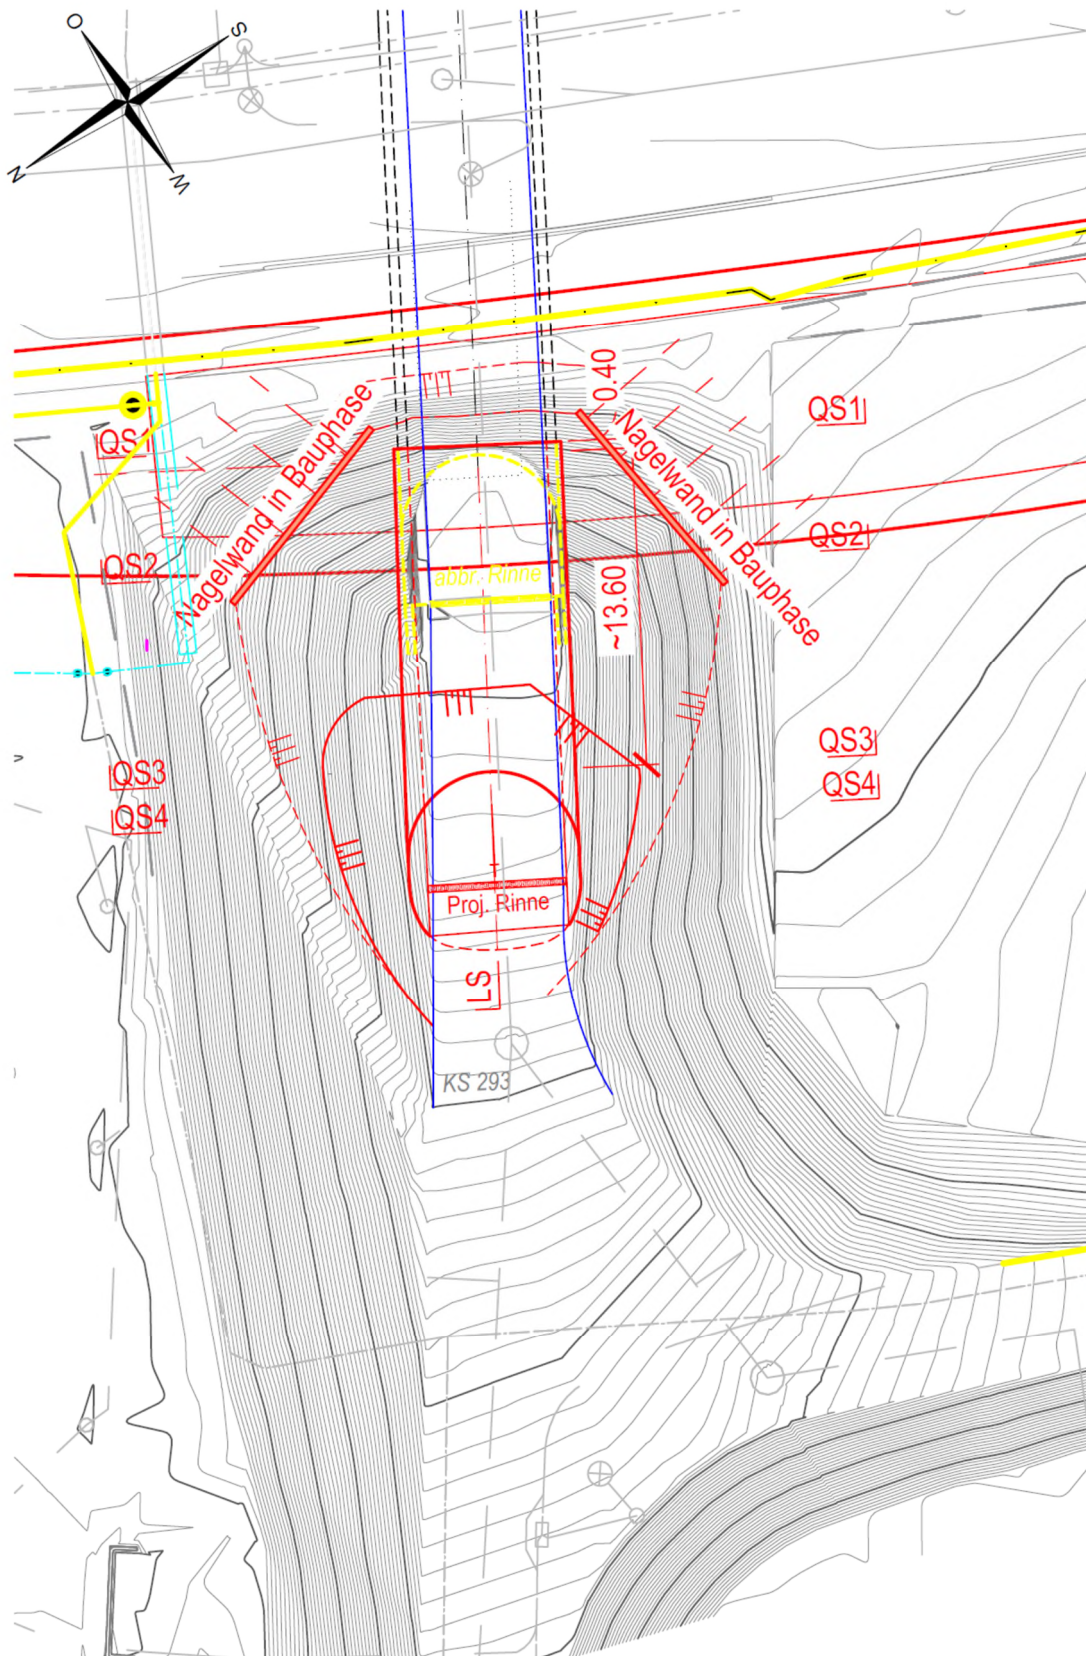 O
S
N
W
0.40
Nagelwand in Bauphase
Nagelwand in Bauphase
QS1
QS1
QS2
QS2
abbr. Rinne
~13.60
QS3
QS3
QS4
QS4
Proj. Rinne
LS
KS 293